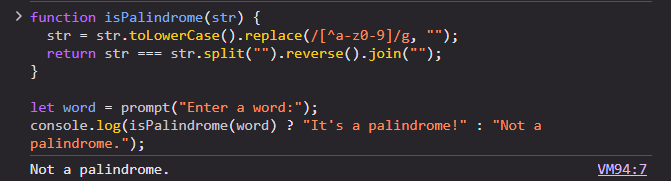 function isPalindrome(str) {
  str = str.toLowerCase().replace(/[^a-z0-9]/g, "");
  return str === str.split("").reverse().join("");
}

let word = prompt("Enter a word:");
console.log(isPalindrome(word) ? "It's a palindrome!" : "Not a
palindrome.");
Not a palindrome. VM94:7